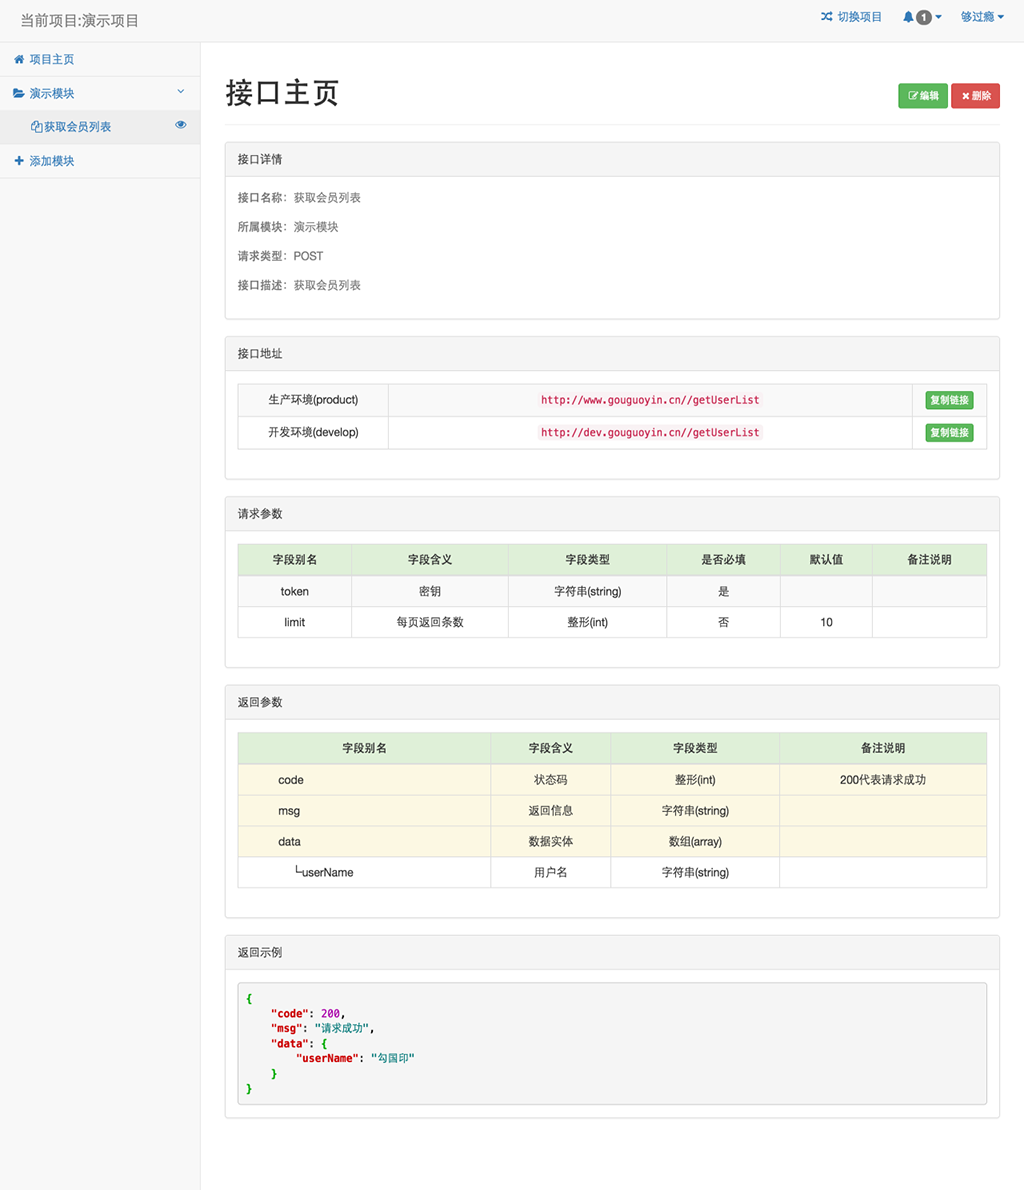 当前项目:演示项目
切换项目 1 够过瘾
项目主页
演示模块
获取会员列表
添加模块
接口主页
编辑 删除
接口详情
接口名称: 获取会员列表
所属模块: 演示模块
请求类型: POST
接口描述: 获取会员列表
接口地址
生产环境(product) http://www.gouguoyin.cn//getUserList 复制链接
开发环境(develop) http://dev.gouguoyin.cn//getUserList 复制链接
请求参数
字段别名 字段含义 字段类型 是否必填 默认值 备注说明
token 密钥 字符串(string) 是
limit 每页返回条数 整形(int) 否 10
返回参数
字段别名 字段含义 字段类型 备注说明
code 状态码 整形(int) 200代表请求成功
msg 返回信息 字符串(string)
data 数据实体 数组(array)
└userName 用户名 字符串(string)
返回示例
{
"code": 200,
"msg": "请求成功",
"data": {
"userName": "勾国印"
}
}